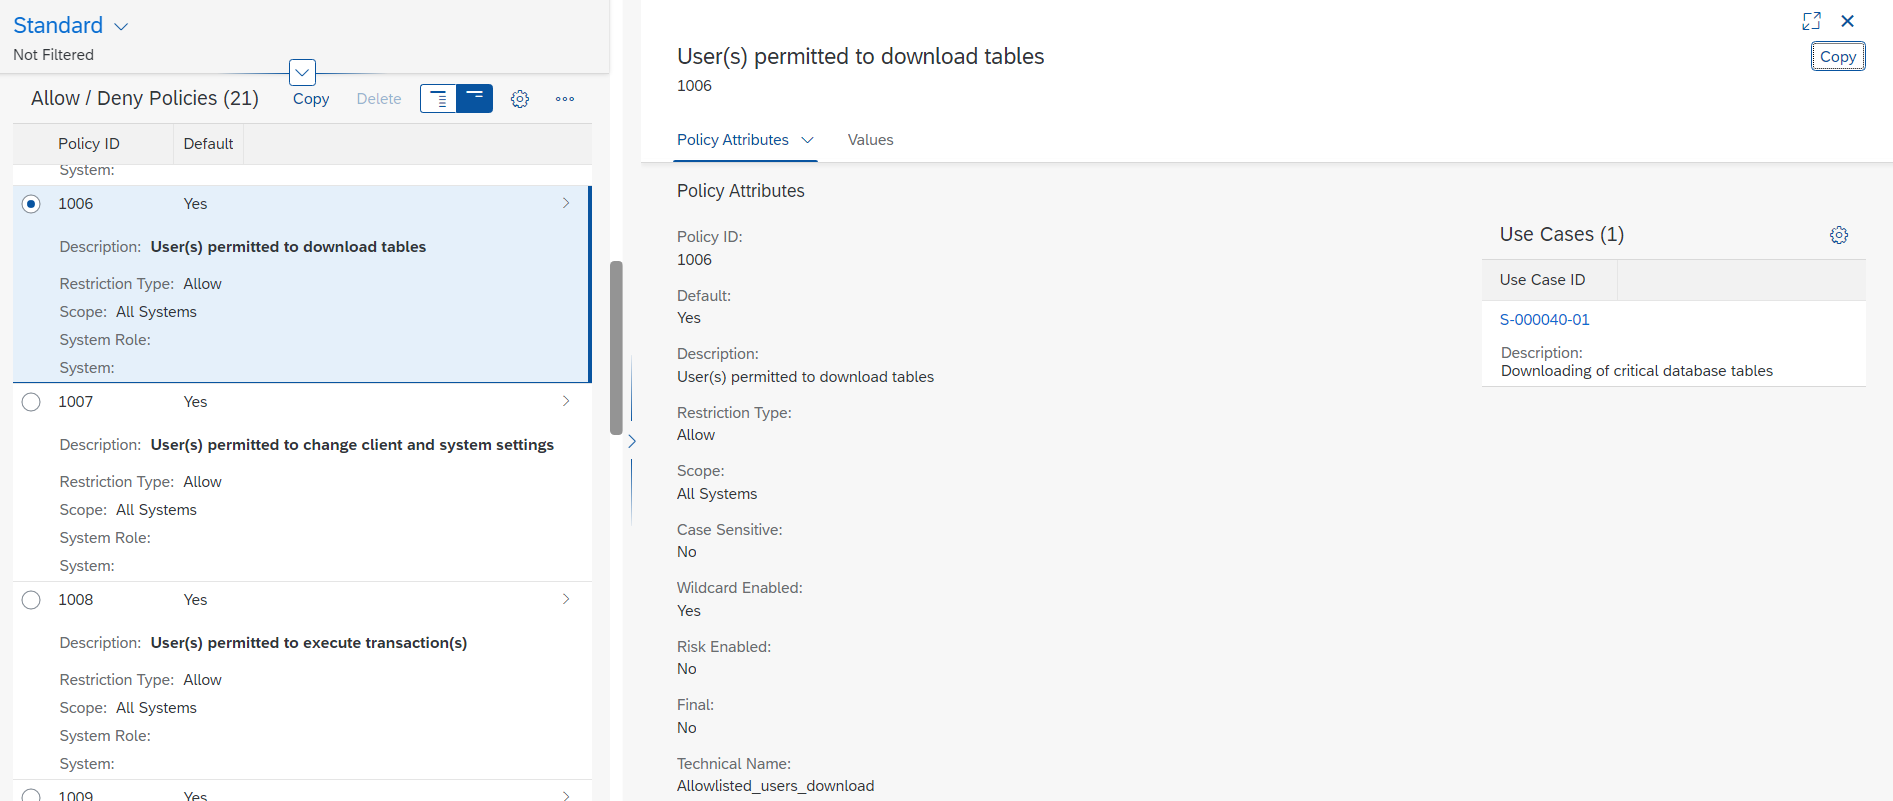 Standard
Not Filtered
Allow / Deny Policies (21)
Copy
Delete
Policy ID
Default
System:
1006
Yes
Description: User(s) permitted to download tables
Restriction Type: Allow
Scope: All Systems
System Role:
System:
1007
Yes
Description: User(s) permitted to change client and system settings
Restriction Type: Allow
Scope: All Systems
System Role:
System:
1008
Yes
Description: User(s) permitted to execute transaction(s)
Restriction Type: Allow
Scope: All Systems
System Role:
System:
1009
Yes
User(s) permitted to download tables
Copy
1006
Policy Attributes
Values
Policy Attributes
Policy ID:
1006
Default:
Yes
Description:
User(s) permitted to download tables
Restriction Type:
Allow
Scope:
All Systems
Case Sensitive:
No
Wildcard Enabled:
Yes
Risk Enabled:
No
Final:
No
Technical Name:
Allowlisted_users_download
Use Cases (1)
Use Case ID
S-000040-01
Description:
Downloading of critical database tables